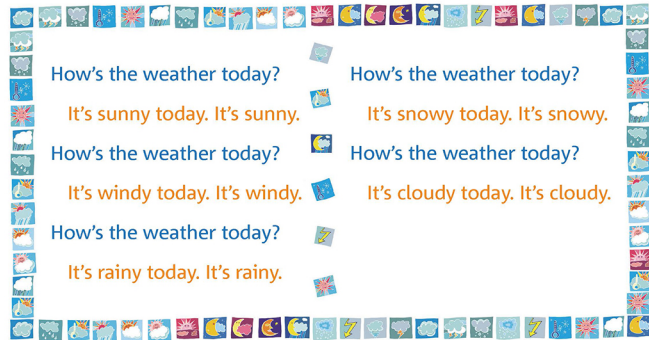 How's the weather today?
It's sunny today. It's sunny.
How's the weather today?
It's windy today. It's windy.
How's the weather today?
It's rainy today. It's rainy.
How's the weather today?
It's snowy today. It's snowy.
How's the weather today?
It's cloudy today. It's cloudy.